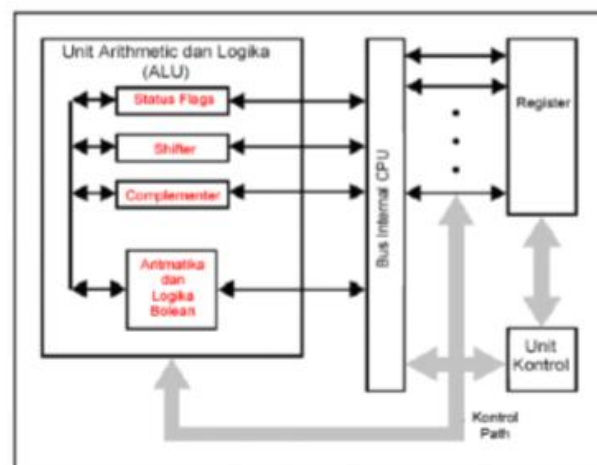 Unit Arithmetic dan Logika
(ALU)
Status Flags
Shifter
Complementer
Aritmatika
dan
Logika
Bolean
Bus Internal CPU
Register
Unit
Kontrol
Kontrol
Path